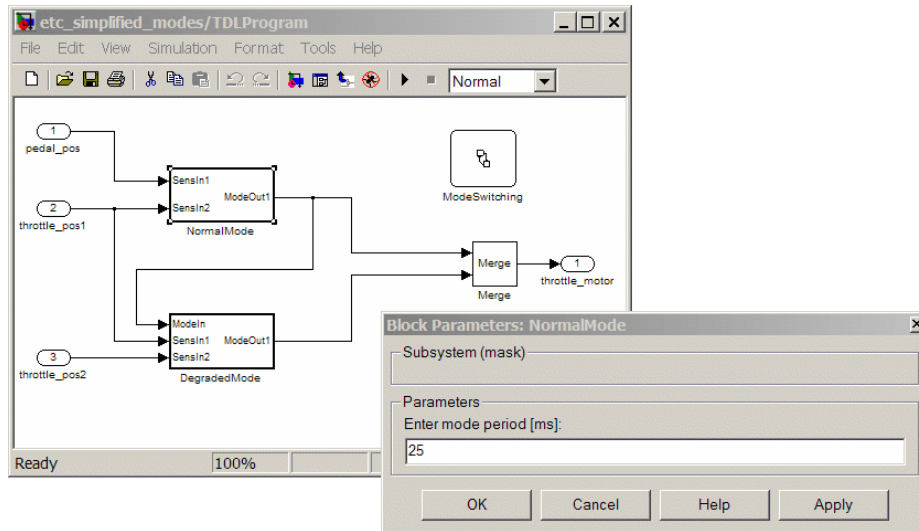 etc_simplified_modes/TDLProgram
File Edit View Simulation Format Tools Help
Normal
1
pedal_pos
SensIn1
ModeOut1
SensIn2
NormalMode
2
throttle_pos1
ModeSwitching
Merge
Merge
1
throttle_motor
ModeIn
SensIn1 ModeOut1
SensIn2
DegradedMode
3
throttle_pos2
Ready 100%
Block Parameters: NormalMode
Subsystem (mask)
Parameters
Enter mode period [ms]:
25
OK Cancel Help Apply